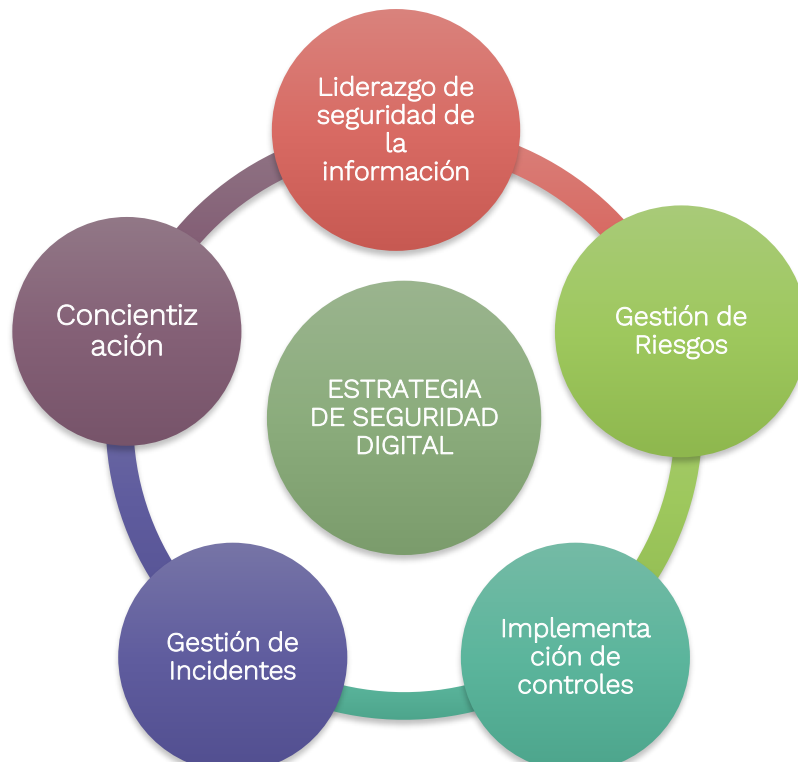 Liderazgo de
seguridad de
la
información
Gestión de
Riesgos
Concientiz
ación
ESTRATEGIA
DE SEGURIDAD
DIGITAL
Implementa
ción de
controles
Gestión de
Incidentes